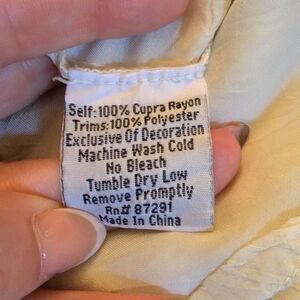 Self:100% Cupra Rayon
Trims:100% Polyester
Exclusive Of Decoration
Machine Wash Cold
No Bleach
Tumble Dry Low
Remove Promptly
Rn# 87291
Made In China